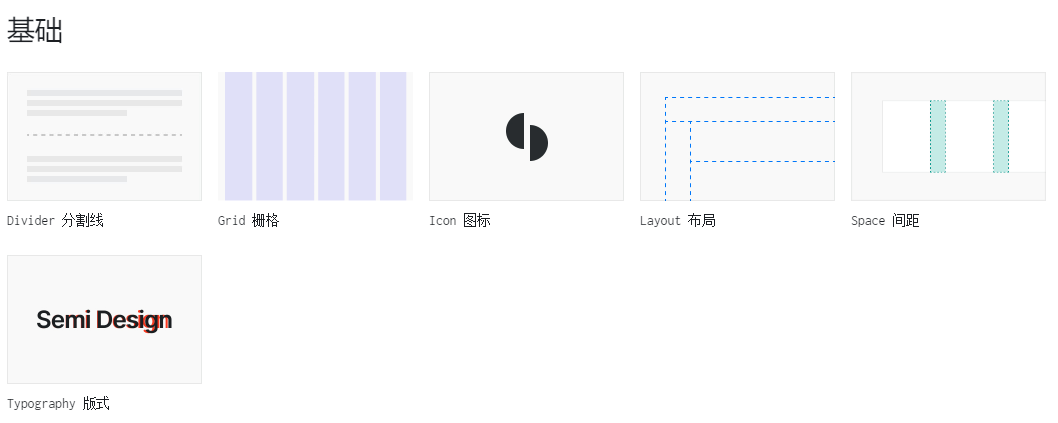 基础
Divider 分割线
Grid 栅格
Icon 图标
Layout 布局
Space 间距
Semi Design
Typography 版式